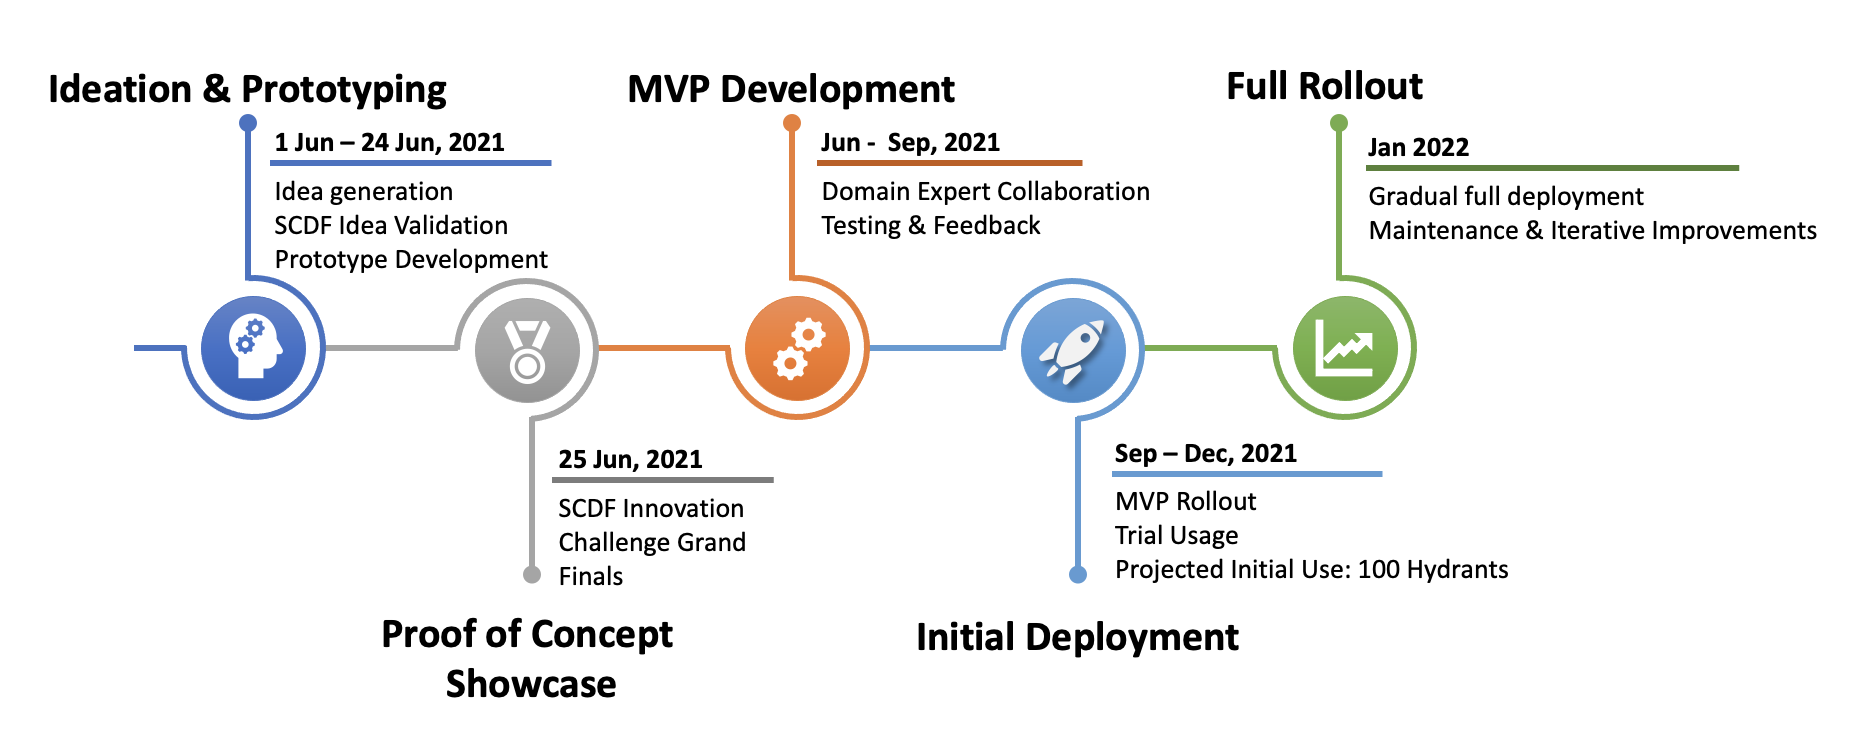 Ideation & Prototyping
1 Jun – 24 Jun, 2021
Idea generation
SCDF Idea Validation
Prototype Development
25 Jun, 2021
SCDF Innovation
Challenge Grand
Finals
Proof of Concept
Showcase
MVP Development
Jun - Sep, 2021
Domain Expert Collaboration
Testing & Feedback
Sep – Dec, 2021
MVP Rollout
Trial Usage
Projected Initial Use: 100 Hydrants
Initial Deployment
Full Rollout
Jan 2022
Gradual full deployment
Maintenance & Iterative Improvements